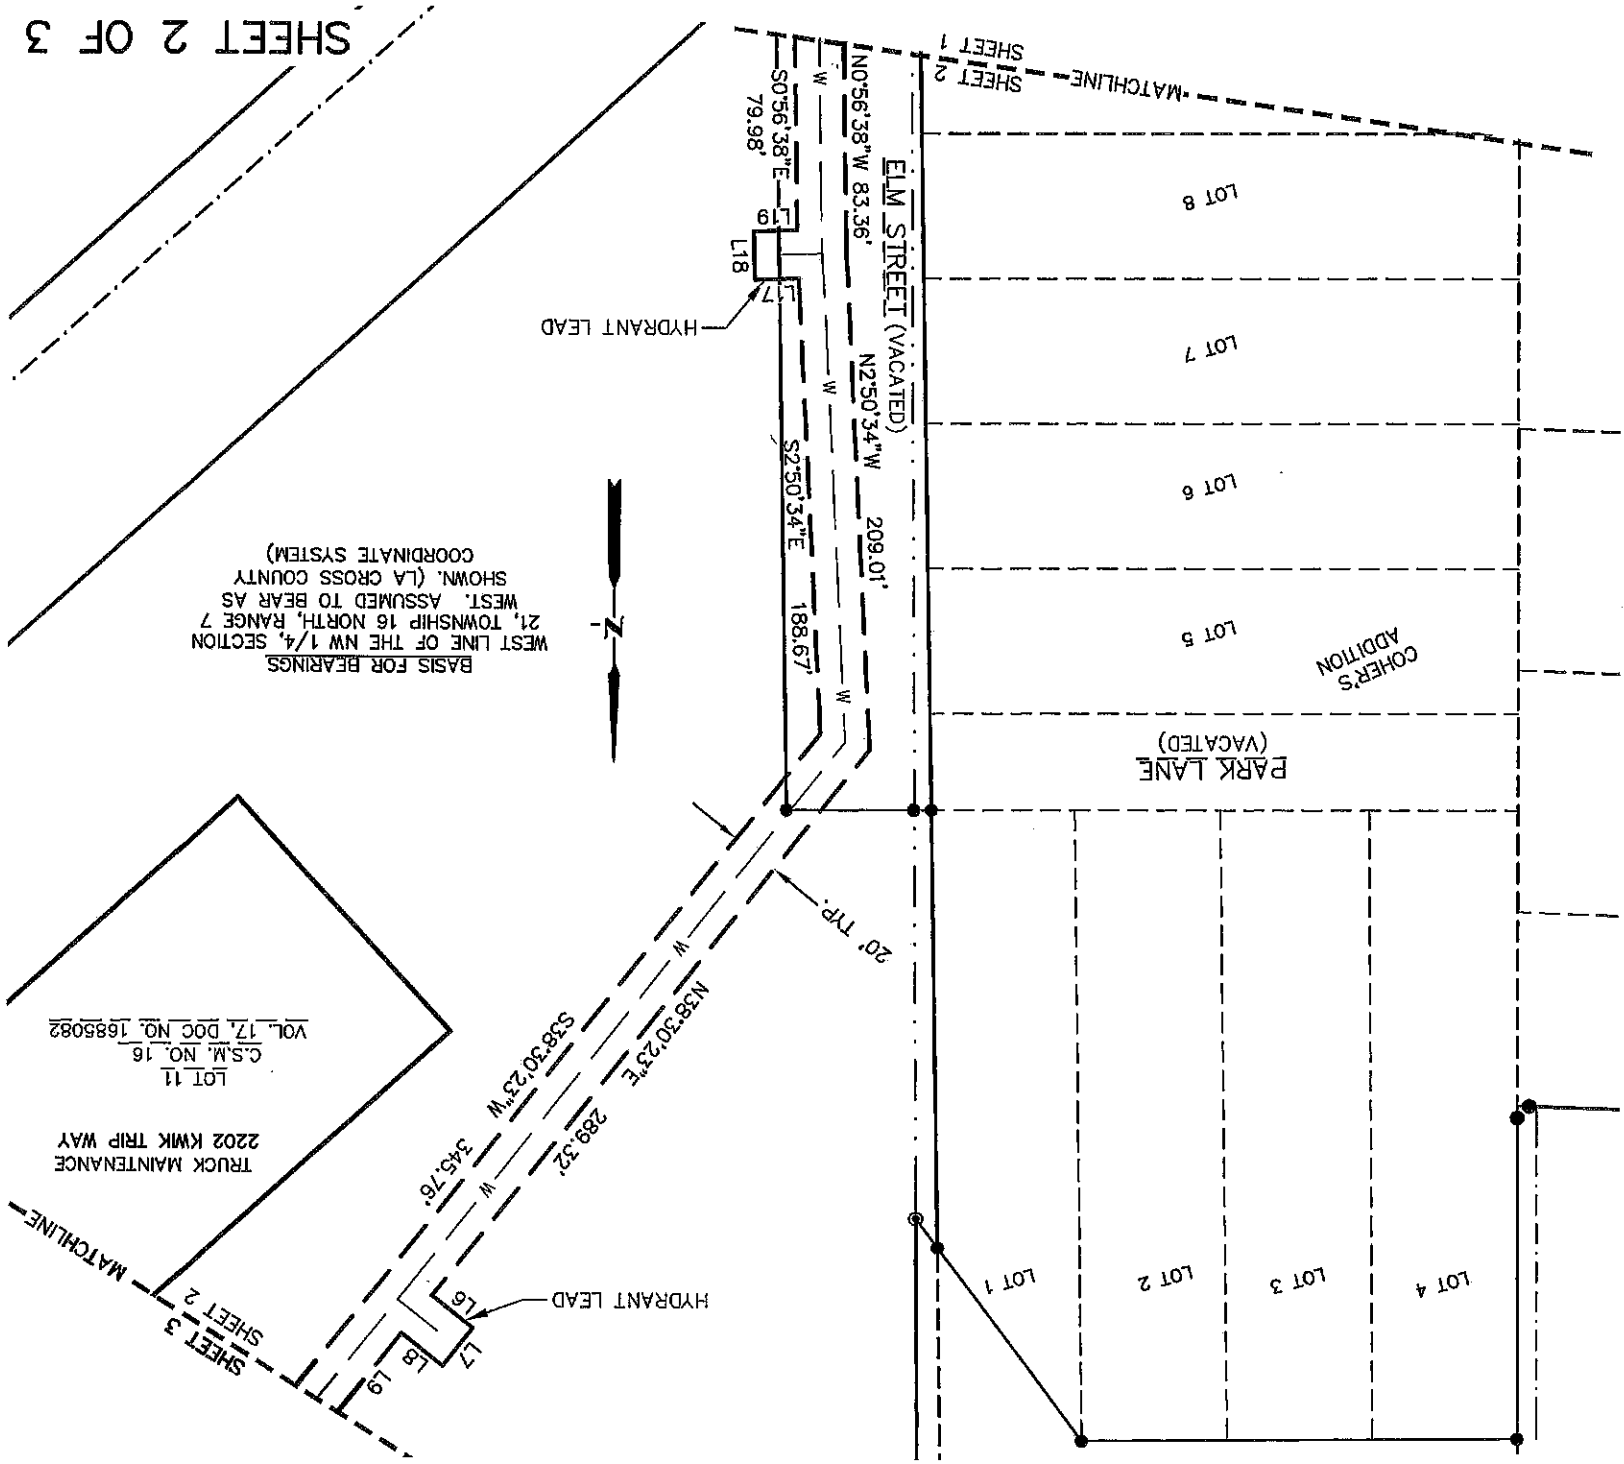 SHEET 2 OF 3
MATCHLINE
SHEET 1
SHEET 2
S0°56'38"E
79.98'
N0°56'38"W 83.36'
ELM STREET (VACATED)
L19
L18
L17
HYDRANT LEAD
N2°50'34"W 209.01'
S2°50'34"E 188.67'
W
W
W
W
W
LOT 8
LOT 7
LOT 6
LOT 5
COHER'S
ADDITION
PARK LANE
(VACATED)
LOT 1
LOT 2
LOT 3
LOT 4
BASIS FOR BEARINGS
WEST LINE OF THE NW 1/4, SECTION
21, TOWNSHIP 16 NORTH, RANGE 7
WEST. ASSUMED TO BEAR AS
SHOWN. (LA CROSS COUNTY
COORDINATE SYSTEM)
N
20' TYP.
N38°30'23"E 289.32'
S38°30'23"W 345.76'
HYDRANT LEAD
L6
L7
L8
L9
TRUCK MAINTENANCE
2202 KWIK TRIP WAY
LOT 11
C.S.M. NO. 16
VOL. 17, DOC NO. 1685082
MATCHLINE
SHEET 2
SHEET 3